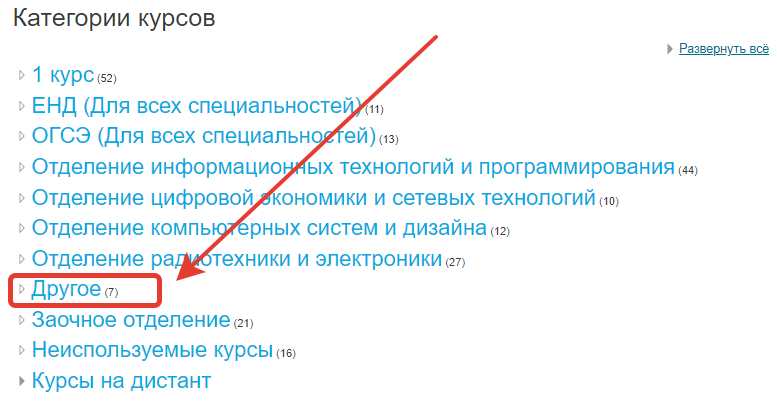 Категории курсов
Развернуть всё
1 курс (52)
ЕНД (Для всех специальностей) (11)
ОГСЭ (Для всех специальностей) (13)
Отделение информационных технологий и программирования (44)
Отделение цифровой экономики и сетевых технологий (10)
Отделение компьютерных систем и дизайна (12)
Отделение радиотехники и электроники (27)
Другое (7)
Заочное отделение (21)
Неиспользуемые курсы (16)
Курсы на дистант